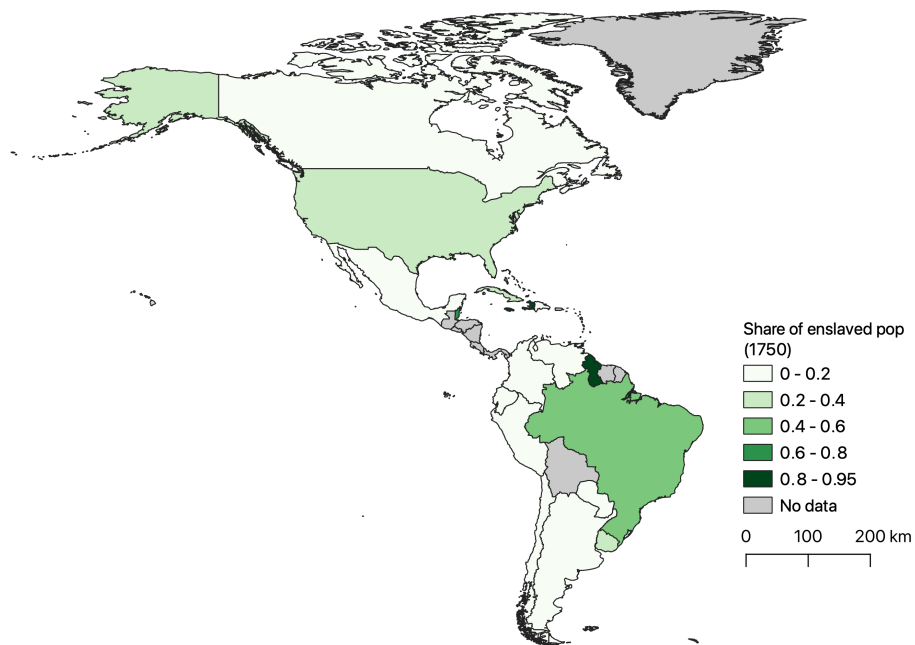 Share of enslaved pop
(1750)
0 - 0.2
0.2 - 0.4
0.4 - 0.6
0.6 - 0.8
0.8 - 0.95
No data
0 100 200 km